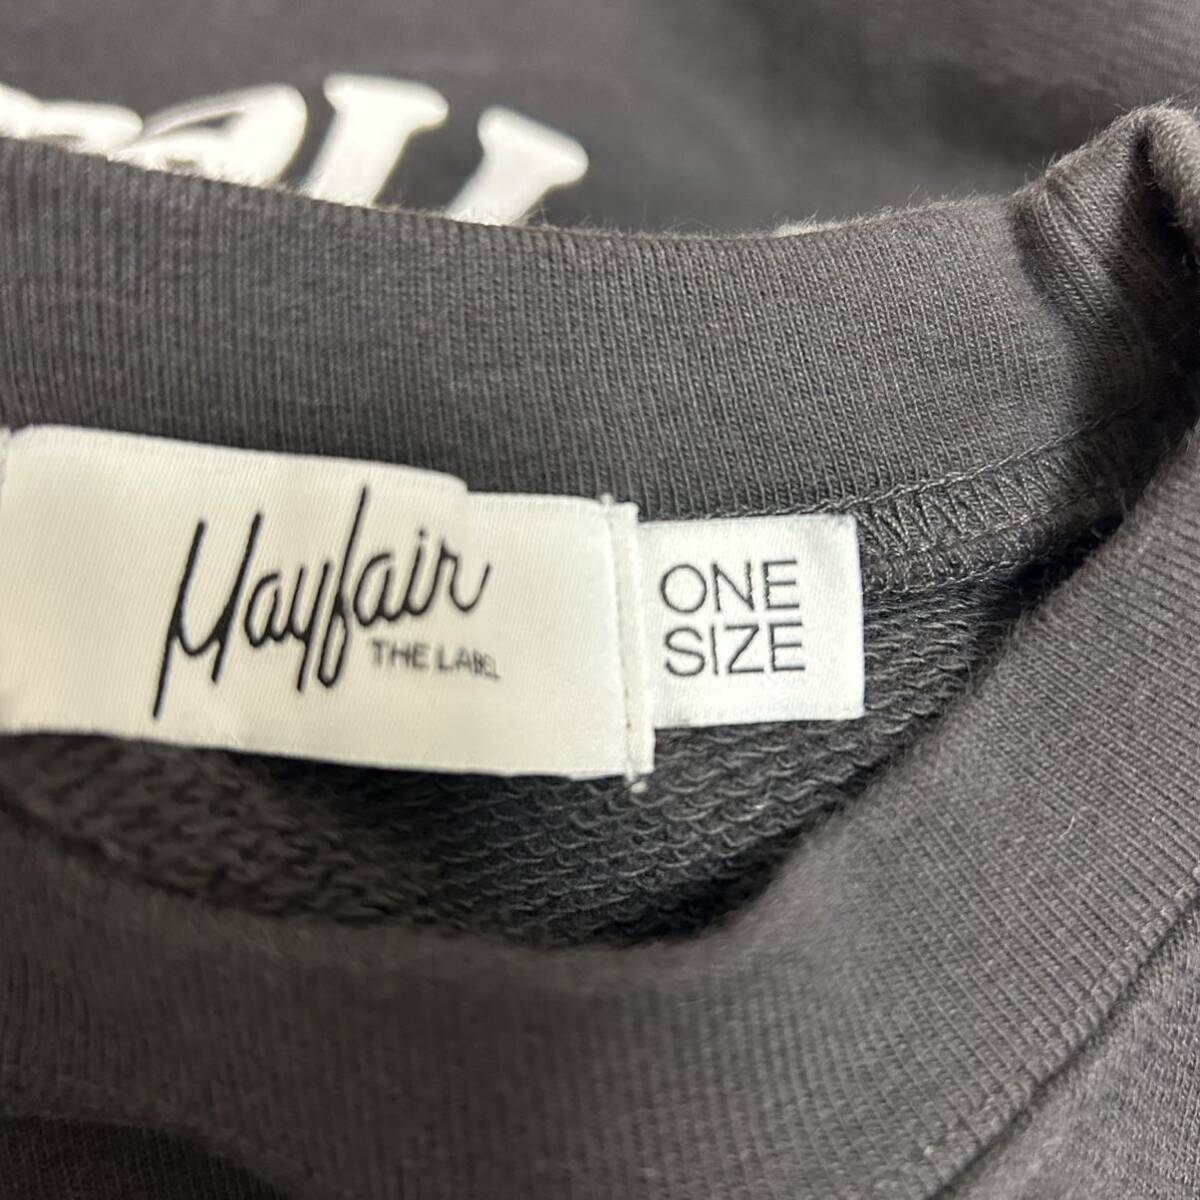 Mayfair
THE LABEL
ONE
SIZE